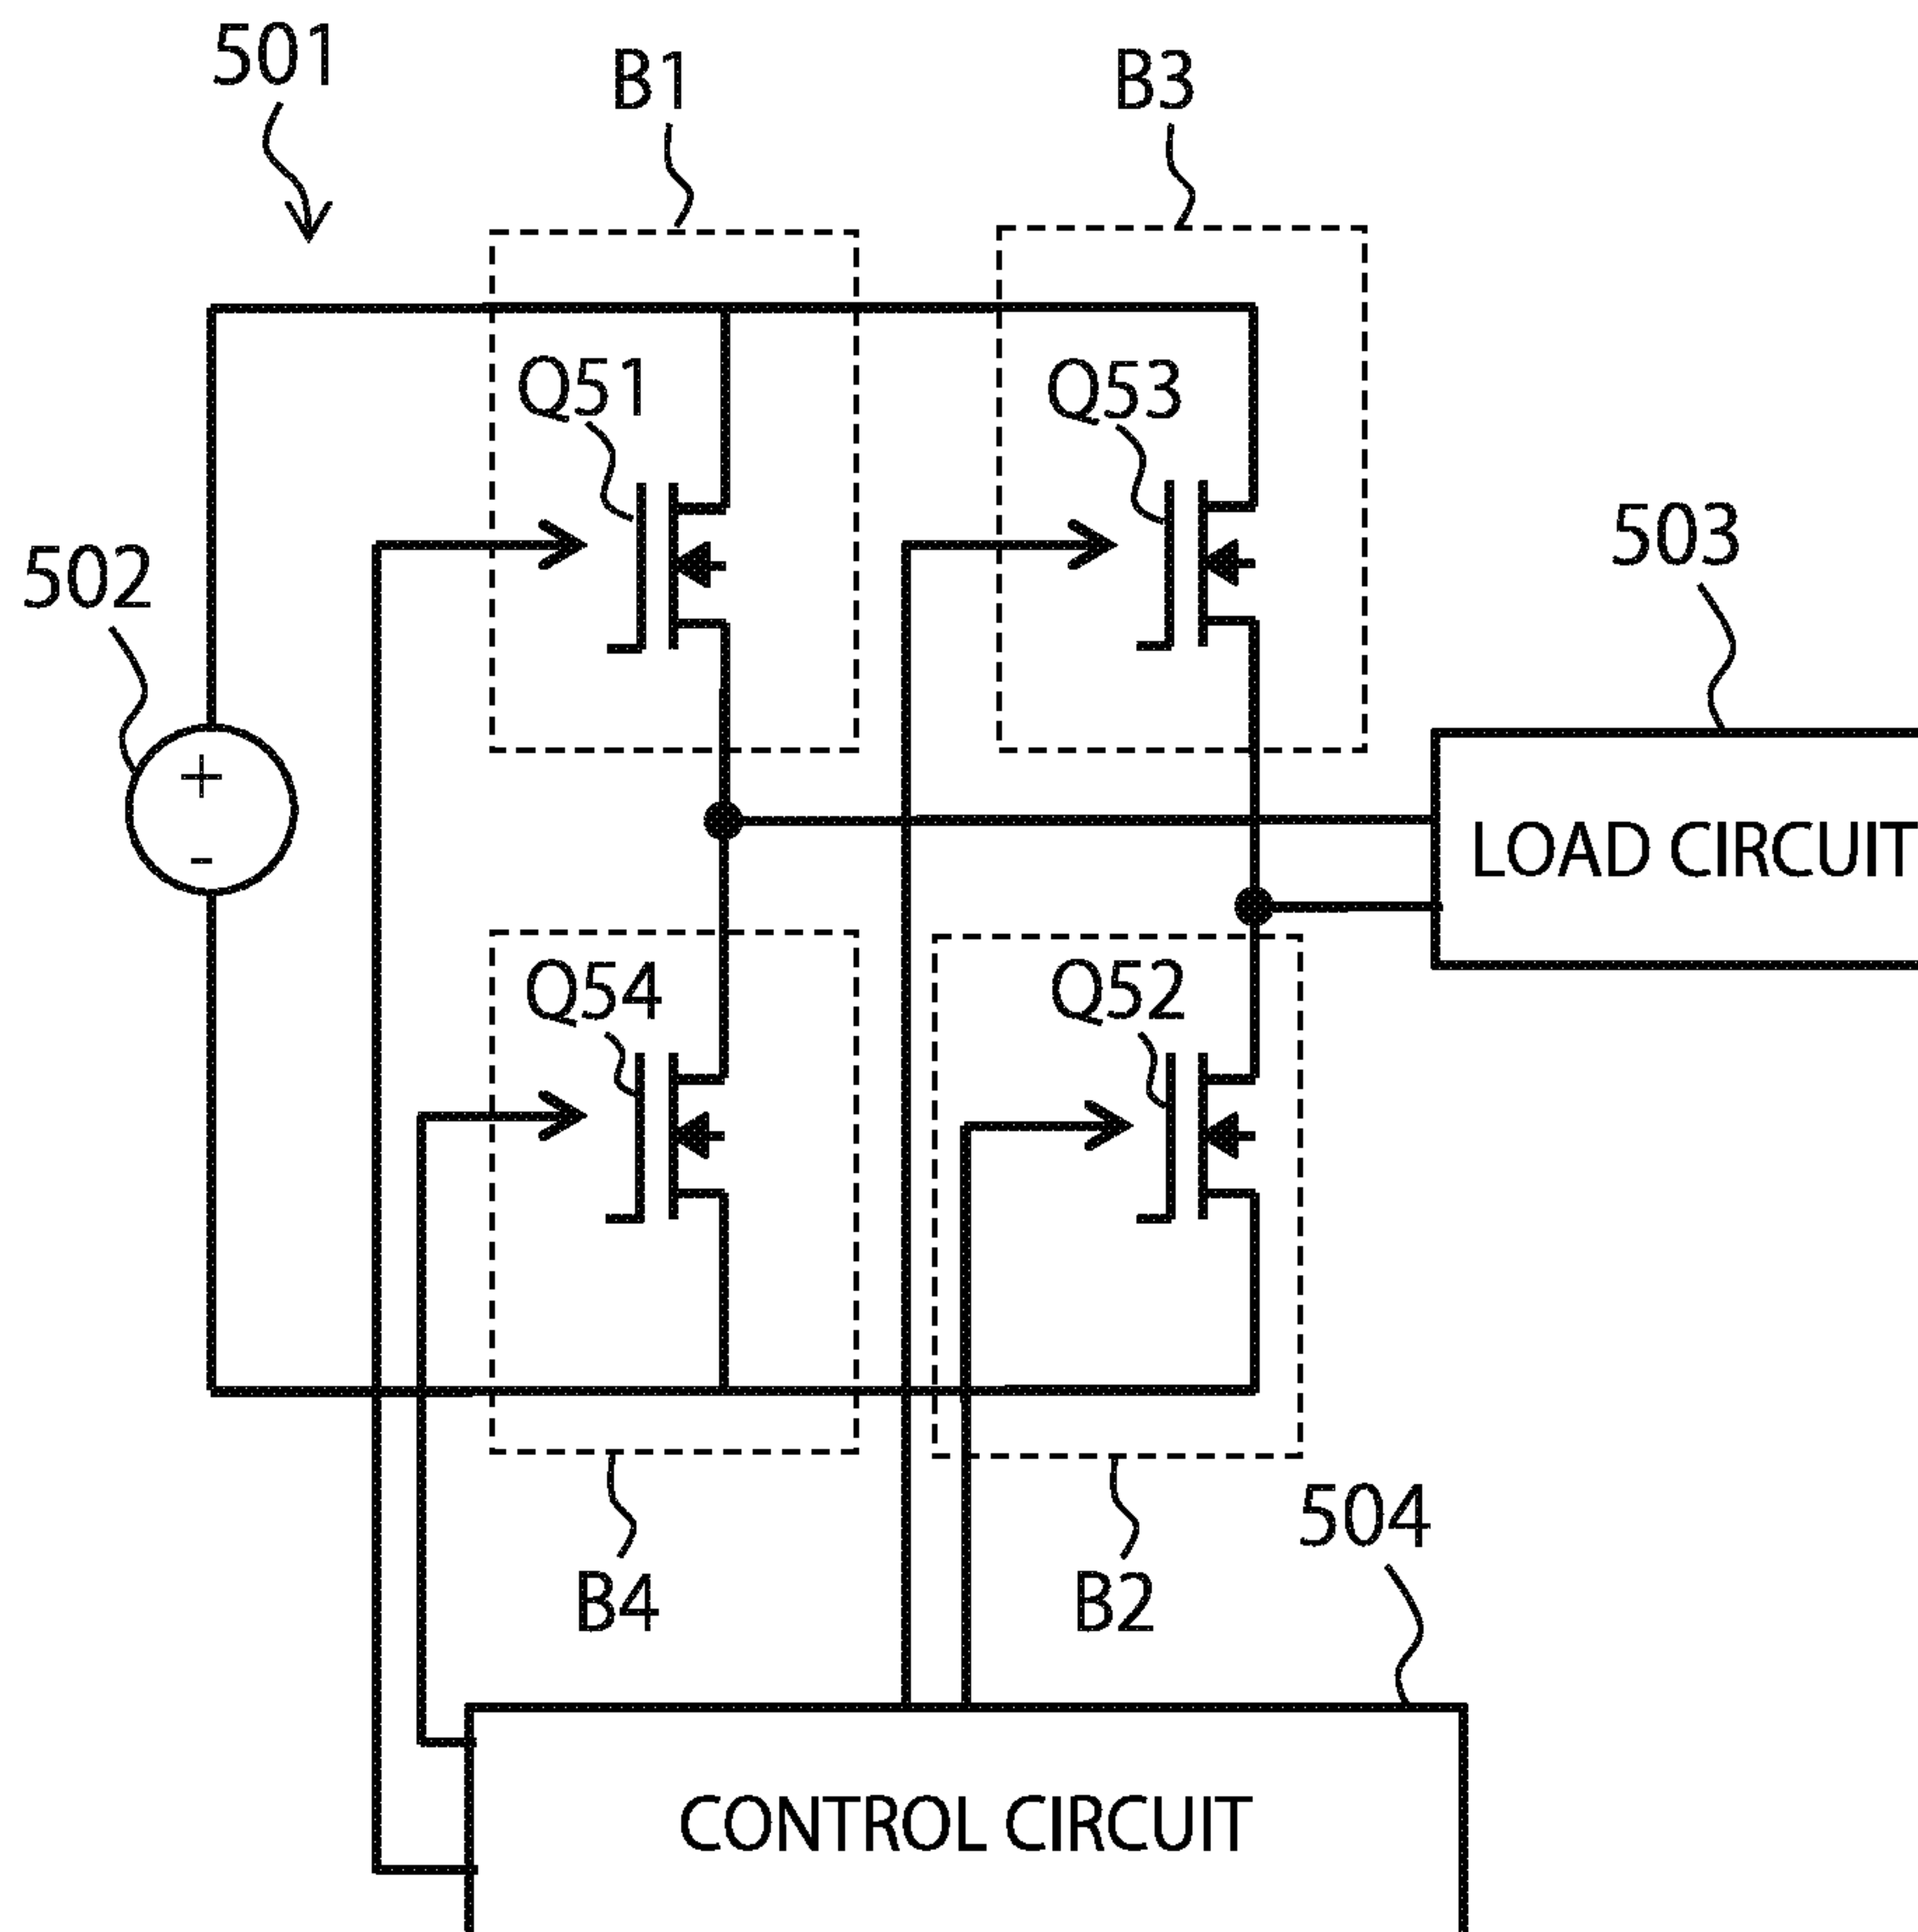 501
B1
B3
Q51
Q53
502
+
-
503
LOAD CIRCUIT
Q54
Q52
504
B4
B2
CONTROL CIRCUIT